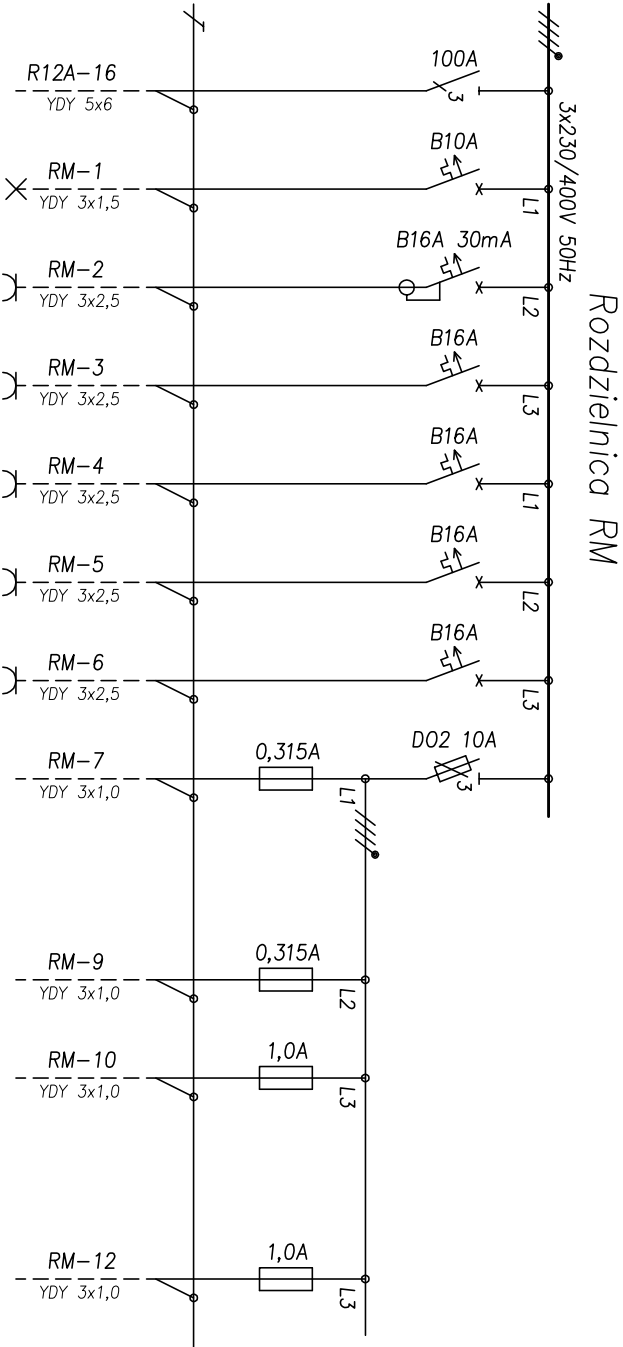 Rozdzielnica RM
3x230/400V 50Hz
R12A-16
YDY 5x6
100A
3
RM-1
YDY 3x1,5
B10A
L1
RM-2
YDY 3x2,5
B16A 30mA
L2
RM-3
YDY 3x2,5
B16A
L3
RM-4
YDY 3x2,5
B16A
L1
RM-5
YDY 3x2,5
B16A
L2
RM-6
YDY 3x2,5
B16A
L3
RM-7
YDY 3x1,0
0,315A
L1
D02 10A
3
RM-9
YDY 3x1,0
0,315A
L2
RM-10
YDY 3x1,0
1,0A
L3
RM-12
YDY 3x1,0
1,0A
L3